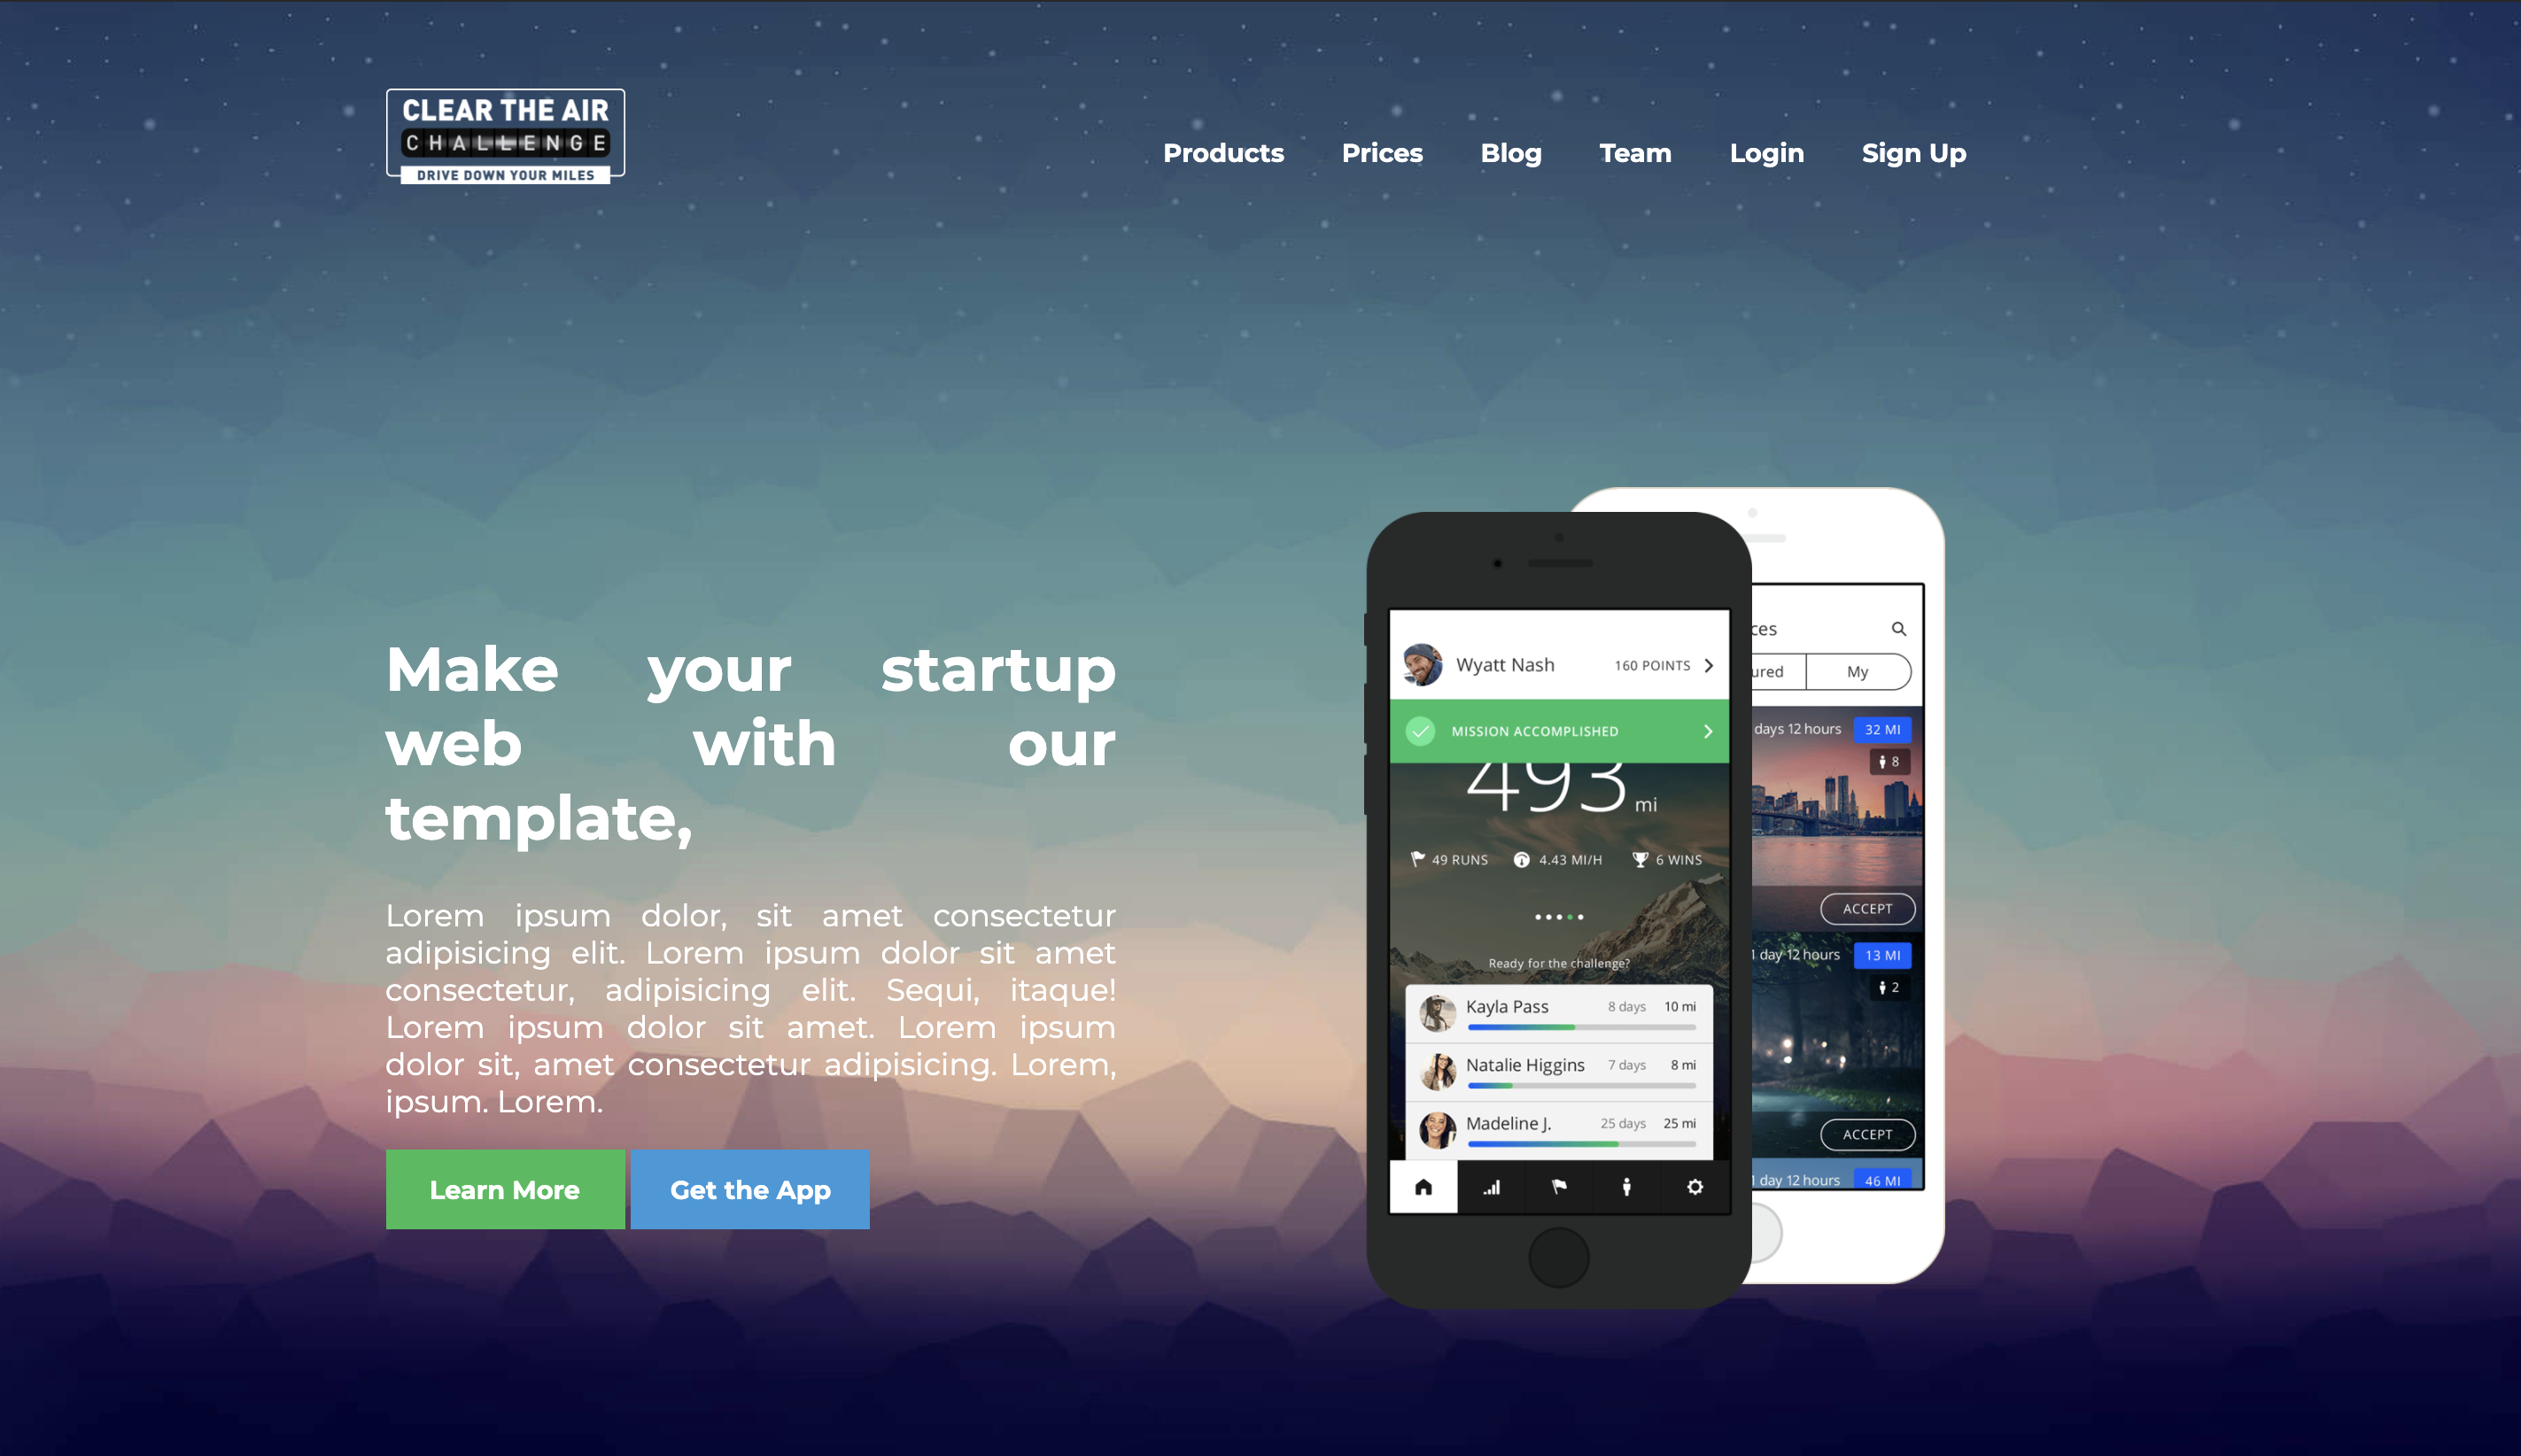 CLEAR THE AIR
CHALLENGE
DRIVE DOWN YOUR MILES
Products Prices Blog Team Login Sign Up
Make your startup
web with our
template,
Lorem ipsum dolor, sit amet consectetur
adipisicing elit. Lorem ipsum dolor sit amet
consectetur, adipisicing elit. Sequi, itaque!
Lorem ipsum dolor sit amet. Lorem ipsum
dolor sit, amet consectetur adipisicing. Lorem,
ipsum. Lorem.
Learn More Get the App
Wyatt Nash 160 POINTS
MISSION ACCOMPLISHED
493 mi
49 RUNS 4.43 MI/H 6 WINS
Ready for the challenge?
Kayla Pass 8 days 10 mi
Natalie Higgins 7 days 8 mi
Madeline J. 25 days 25 mi
ces
ured My
days 12 hours 32 MI
8
ACCEPT
1 day 12 hours 13 MI
2
ACCEPT
1 day 12 hours 46 MI